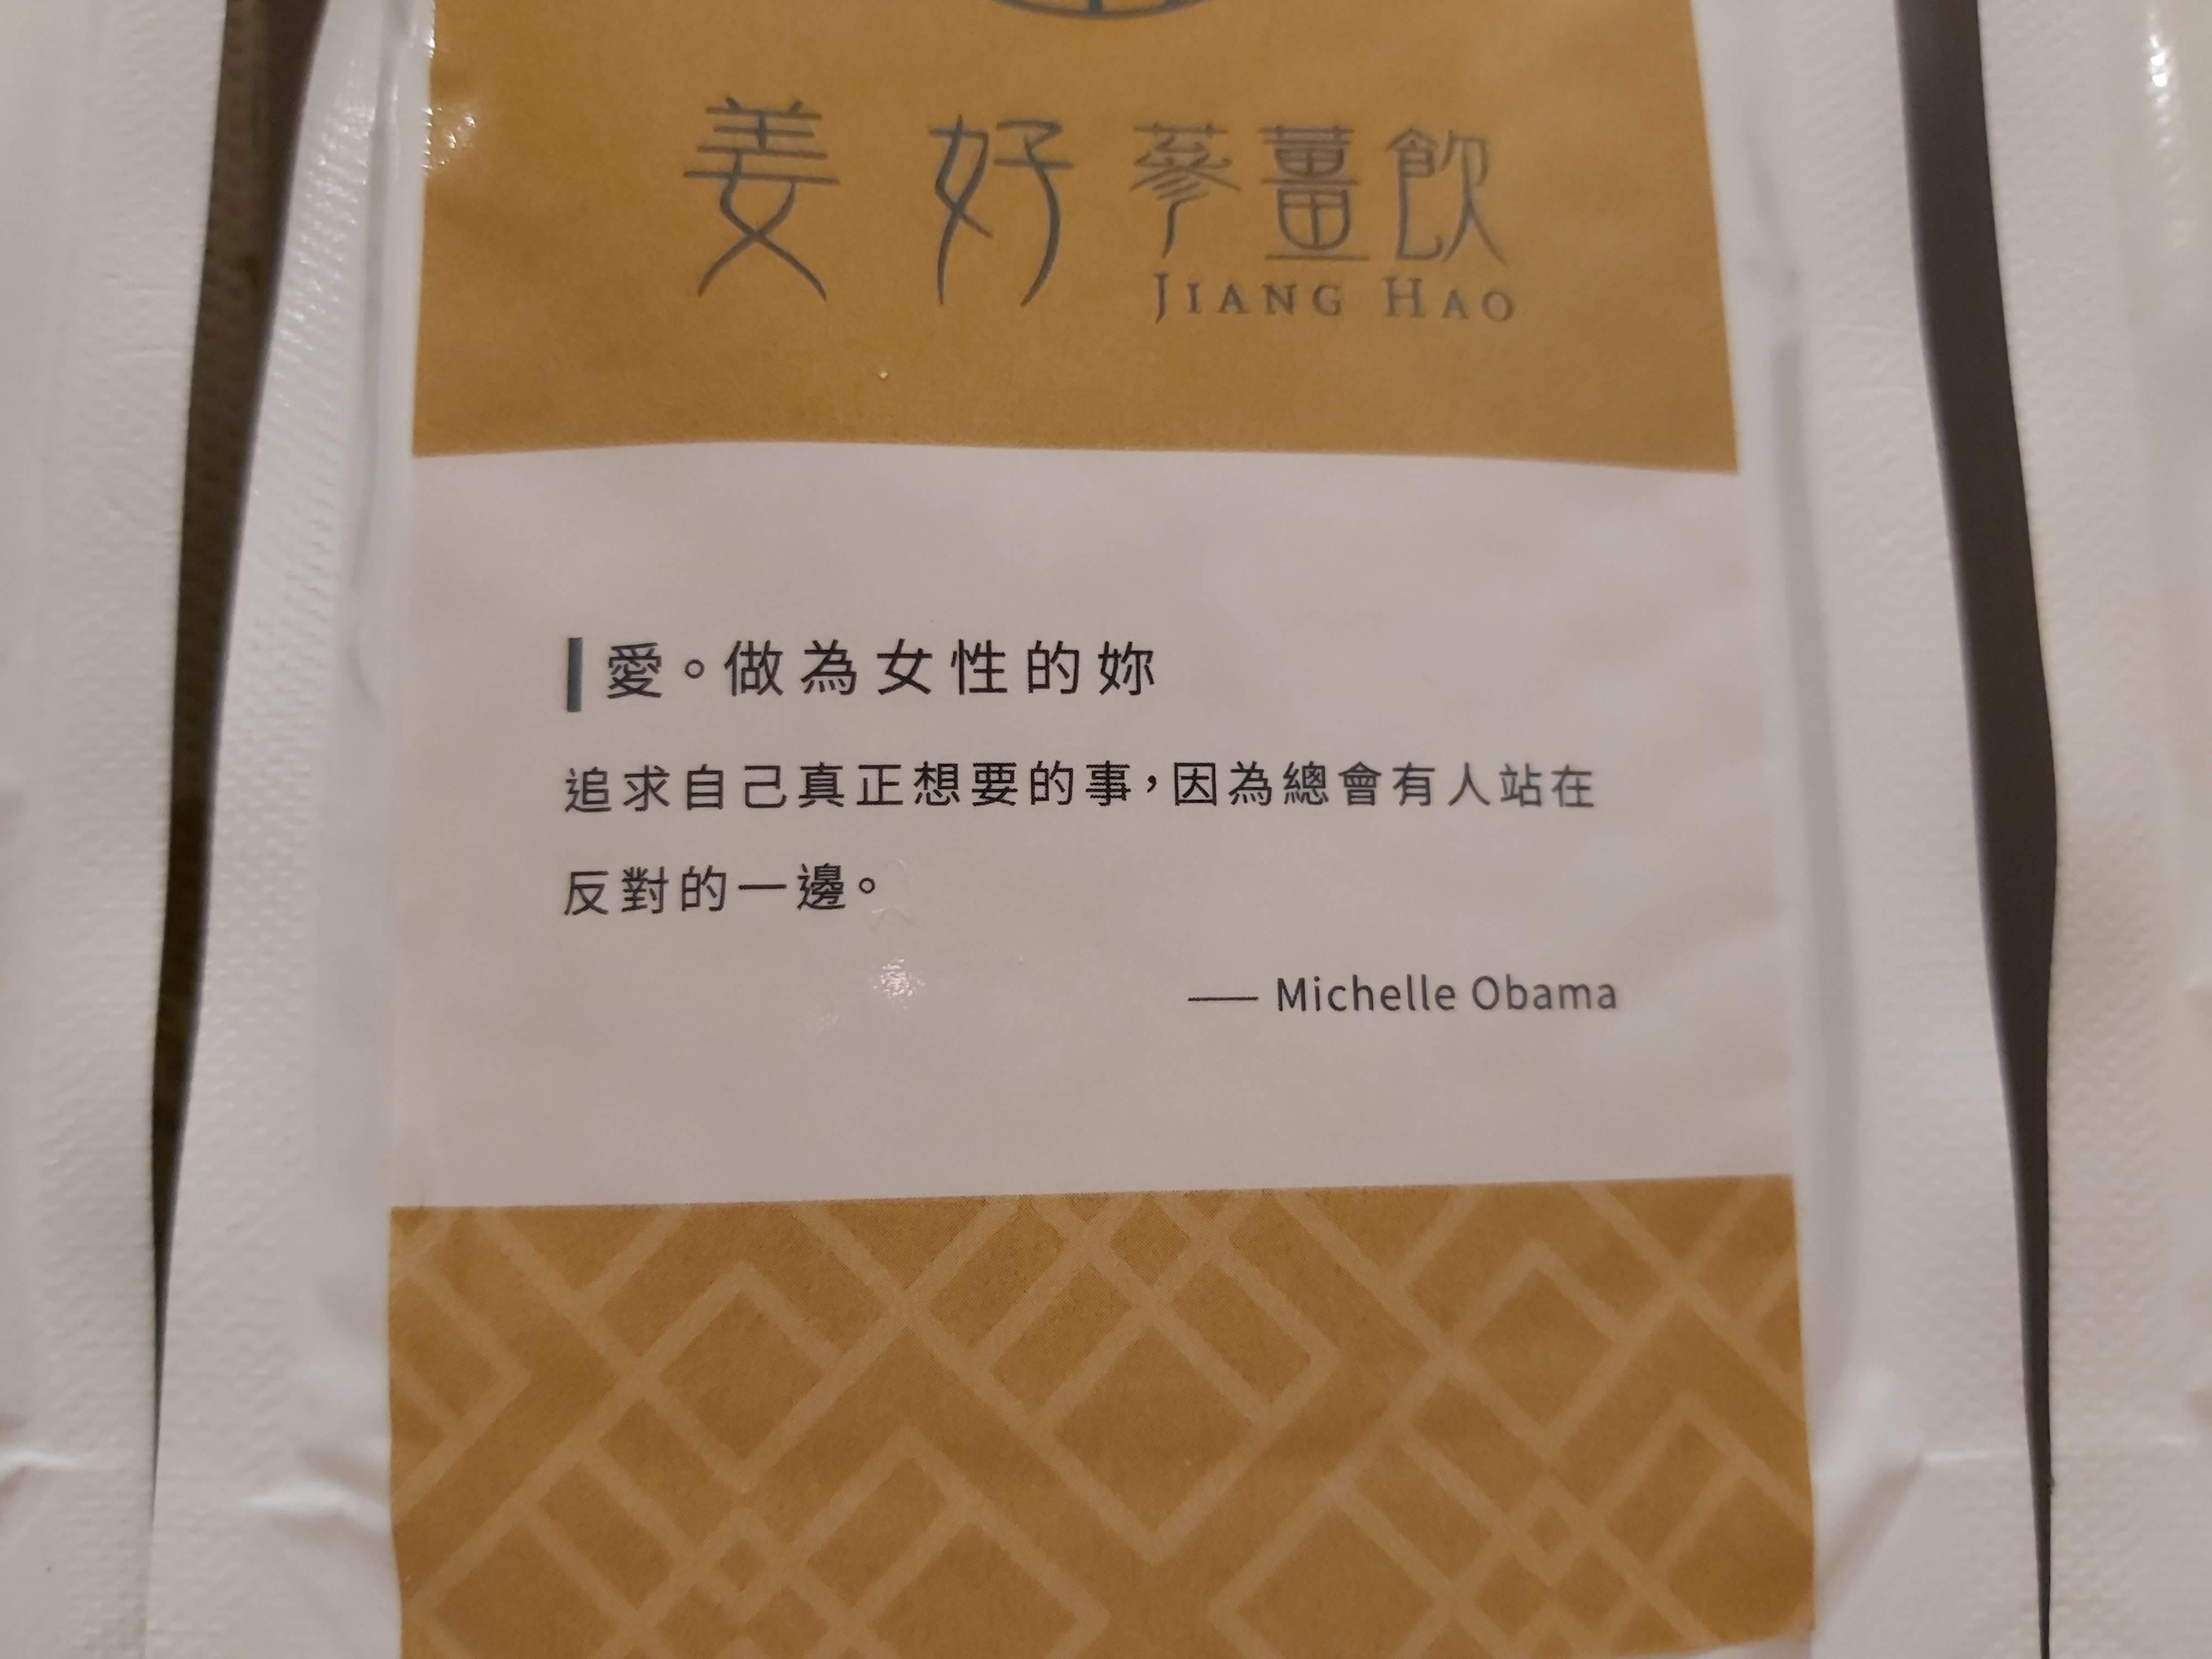 姜好蔘薑飲
JIANG HAO
愛。做為女性的妳
追求自己真正想要的事,因為總會有人站在
反對的一邊。
—— Michelle Obama